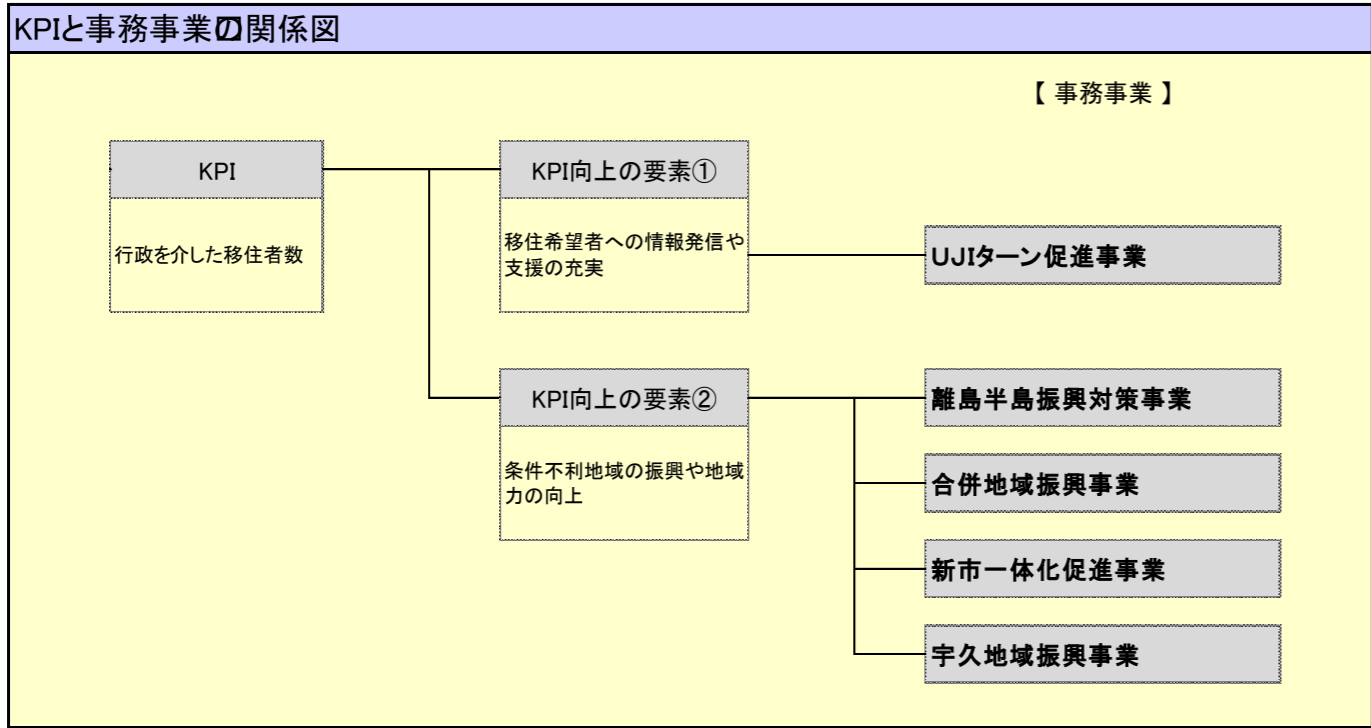 KPIと事務事業の関係図
【 事務事業 】
KPI
行政を介した移住者数
KPI向上の要素①
移住希望者への情報発信や
支援の充実
UJIターン促進事業
KPI向上の要素②
条件不利地域の振興や地域
力の向上
離島半島振興対策事業
合併地域振興事業
新市一体化促進事業
宇久地域振興事業